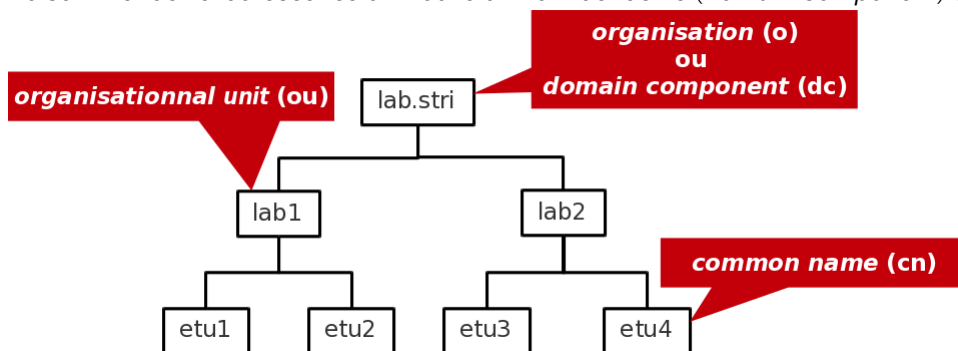 organisation (o)
ou
domain component (dc)
organisationnal unit (ou)
lab.stri
lab1
lab2
common name (cn)
etu1
etu2
etu3
etu4